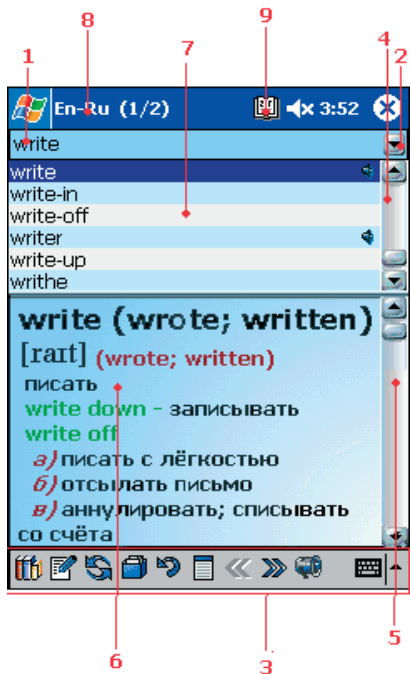 8
9
1
7
4
2
En-Ru (1/2)
3:52
write
write
write-in
write-off
writer
write-up
writhe
write (wrote; written)
[raɪt] (wrote; written)
писать
write down - записывать
write off
а) писать с лёгкостью
б) отсылать письмо
в) аннулировать; списывать
со счёта
6
3
5